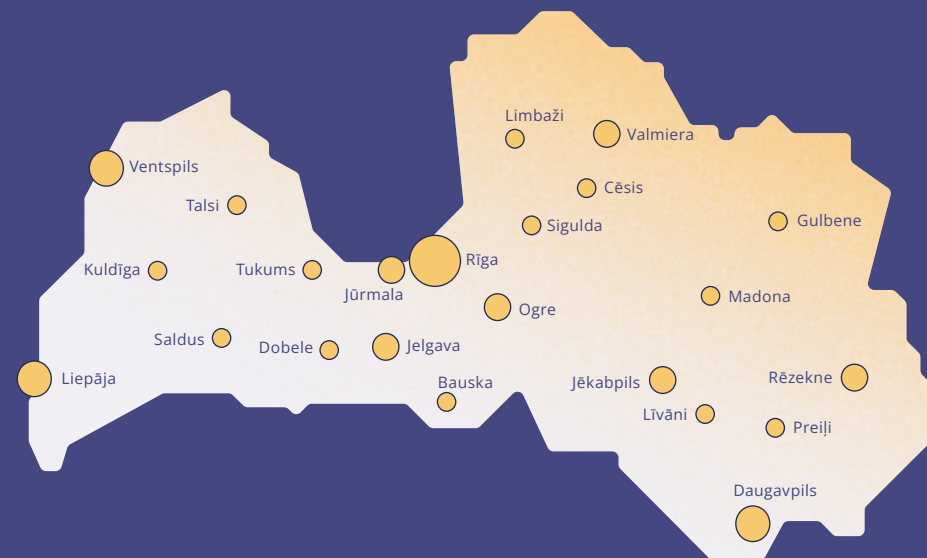 Limbaži
Valmiera
Ventspils
Cēsis
Talsi
Gulbene
Sigulda
Rīga
Kuldīga
Tukums
Jūrmala
Madona
Ogre
Saldus
Dobele
Jelgava
Liepāja
Bauska
Jēkabpils
Rēzekne
Līvāni
Preiļi
Daugavpils